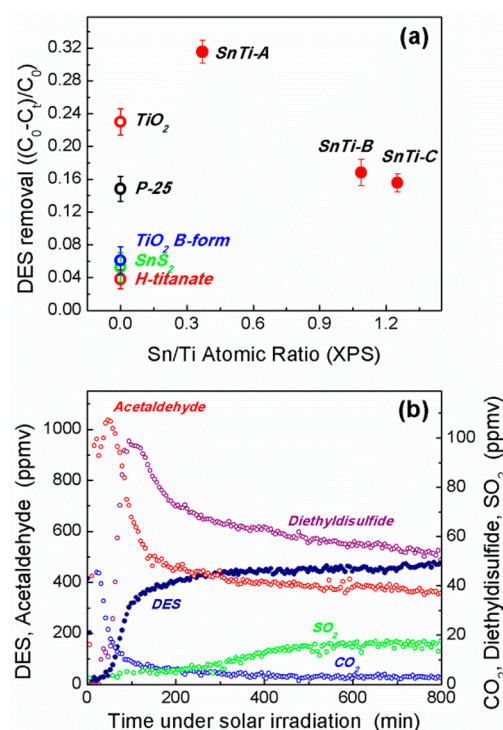 (a)
DES removal ((C₀-Cₜ)/C₀)
0.32
0.28
0.24
0.20
0.16
0.12
0.08
0.04
0.00
SnTi-A
TiO₂
P-25
SnTi-B
SnTi-C
TiO₂ B-form
SnS₂
H-titanate
0.0 0.3 0.6 0.9 1.2
Sn/Ti Atomic Ratio (XPS)
(b)
DES, Acetaldehyde (ppmv)
1000
800
600
400
200
0
Acetaldehyde
Diethyldisulfide
DES
SO₂
CO₂
100
80
60
40
20
0
CO₂, Diethyldisulfide, SO₂ (ppmv)
0 200 400 600 800
Time under solar irradiation (min)